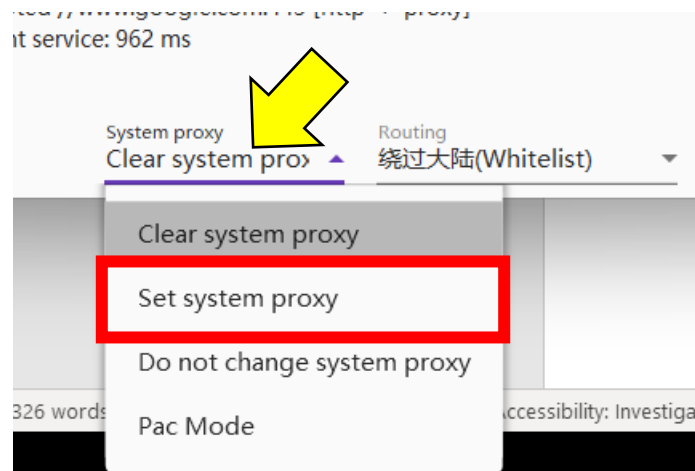 nt service: 962 ms
System proxy
Clear system prox
Routing
绕过大陆(Whitelist)
Clear system proxy
Set system proxy
Do not change system proxy
Pac Mode
326 words
Accessibility: Investiga